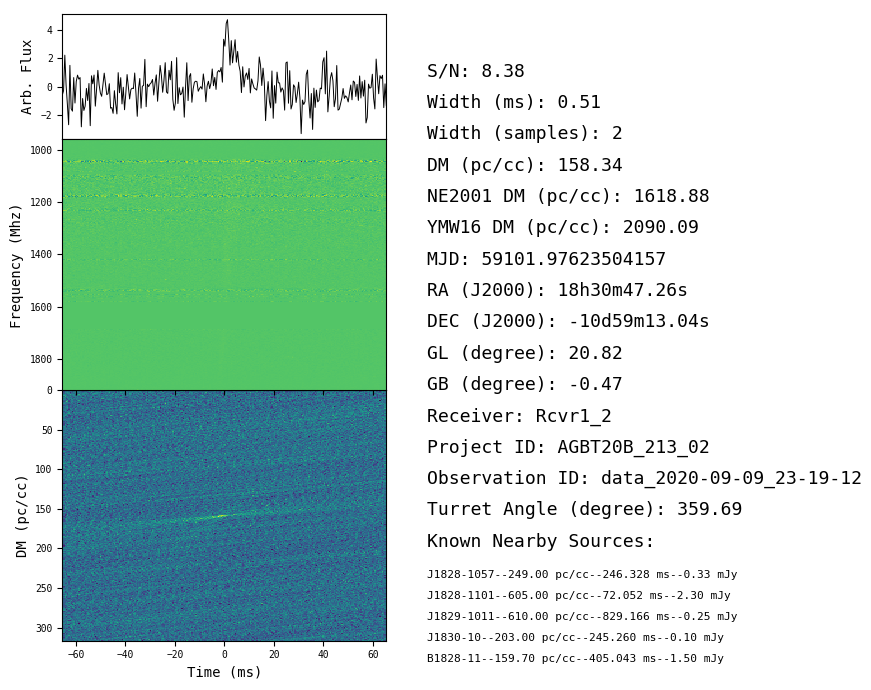 4
2
0
−2
Arb. Flux
1000
1200
1400
1600
1800
Frequency (Mhz)
0
50
100
150
200
250
300
DM (pc/cc)
−60
−40
−20
0
20
40
60
Time (ms)
S/N: 8.38
Width (ms): 0.51
Width (samples): 2
DM (pc/cc): 158.34
NE2001 DM (pc/cc): 1618.88
YMW16 DM (pc/cc): 2090.09
MJD: 59101.97623504157
RA (J2000): 18h30m47.26s
DEC (J2000): -10d59m13.04s
GL (degree): 20.82
GB (degree): -0.47
Receiver: Rcvr1_2
Project ID: AGBT20B_213_02
Observation ID: data_2020-09-09_23-19-12
Turret Angle (degree): 359.69
Known Nearby Sources:
J1828-1057--249.00 pc/cc--246.328 ms--0.33 mJy
J1828-1101--605.00 pc/cc--72.052 ms--2.30 mJy
J1829-1011--610.00 pc/cc--829.166 ms--0.25 mJy
J1830-10--203.00 pc/cc--245.260 ms--0.10 mJy
B1828-11--159.70 pc/cc--405.043 ms--1.50 mJy